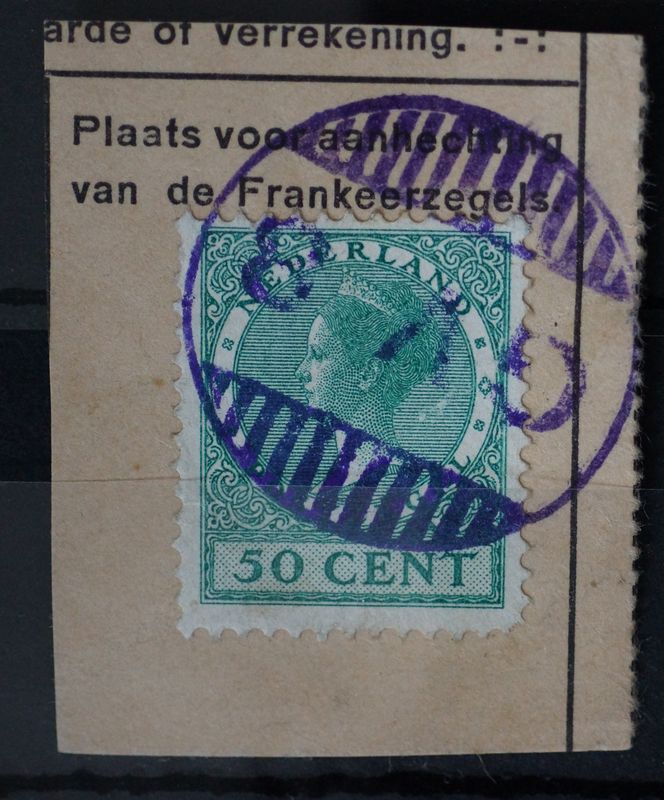 arde of verrekening. :-:
Plaats voor aanhechting
van de Frankeerzegels.
NEDERLAND
50 CENT